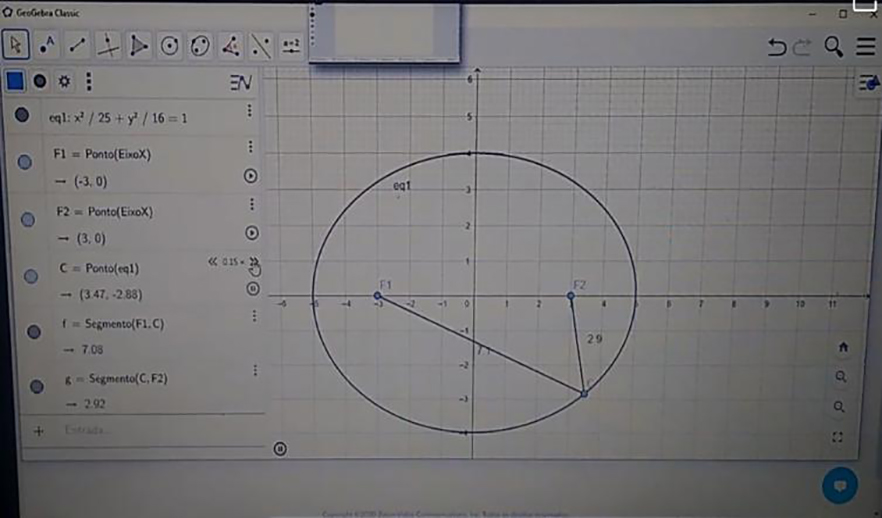 GeoGebra Classic
A
a=2
N
eq1: x² / 25 + y² / 16 = 1
F1 = Ponto(EixoX)
→ (-3, 0)
F2 = Ponto(EixoX)
→ (3, 0)
C = Ponto(eq1)
0.15 ×
→ (3.47, -2.88)
f = Segmento(F1, C)
→ 7.08
g = Segmento(C, F2)
→ 2.92
+ Entrada...
6
5
4
3
2
1
eq1
F1
F2
-6 -5 -4 -3 -2 -1 0 1 2 3 4 5 6 7 8 9 10 11
-1
2.9
7.1
-2
-3
-4